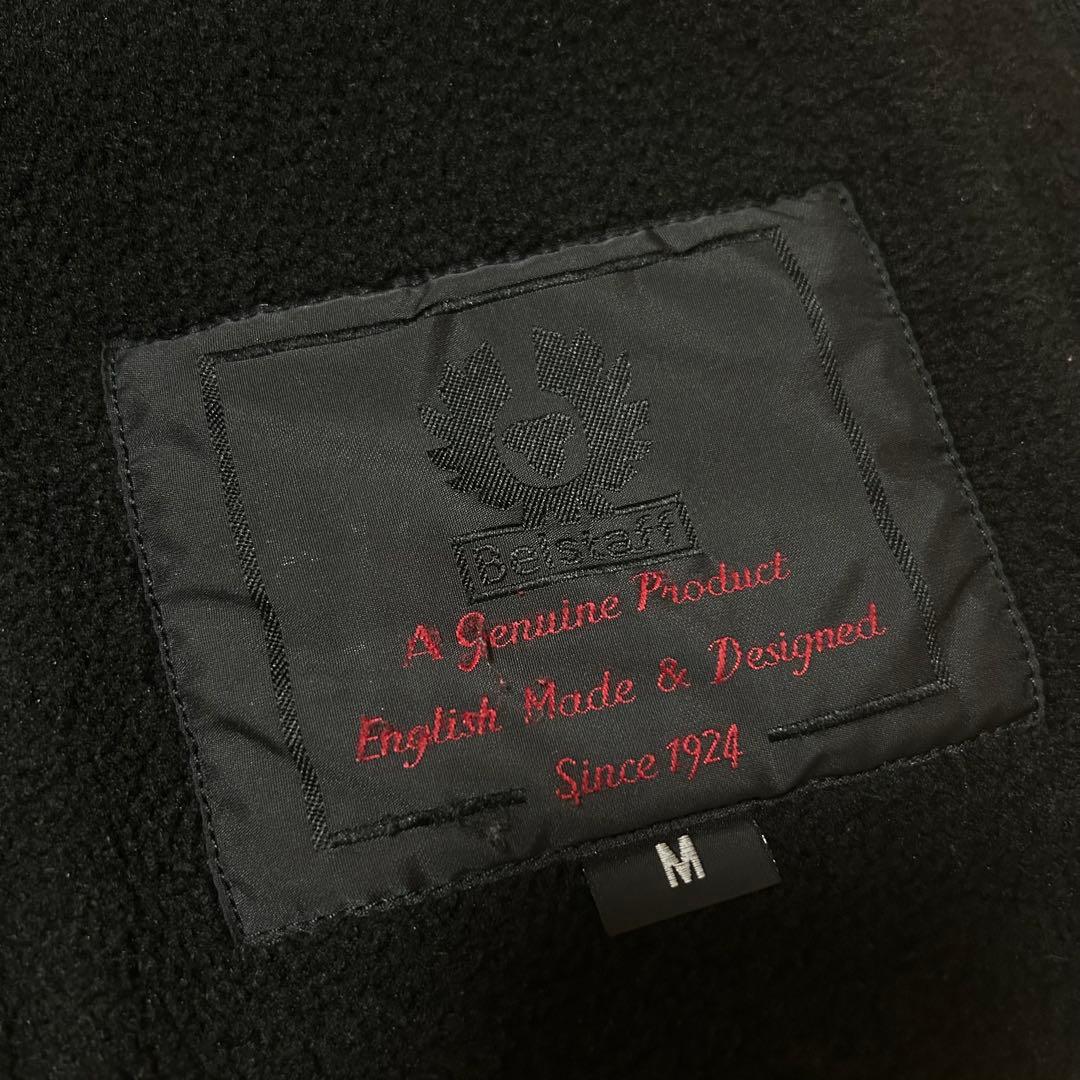 Belstaff
A Genuine Product
English Made & Designed
Since 1924
M